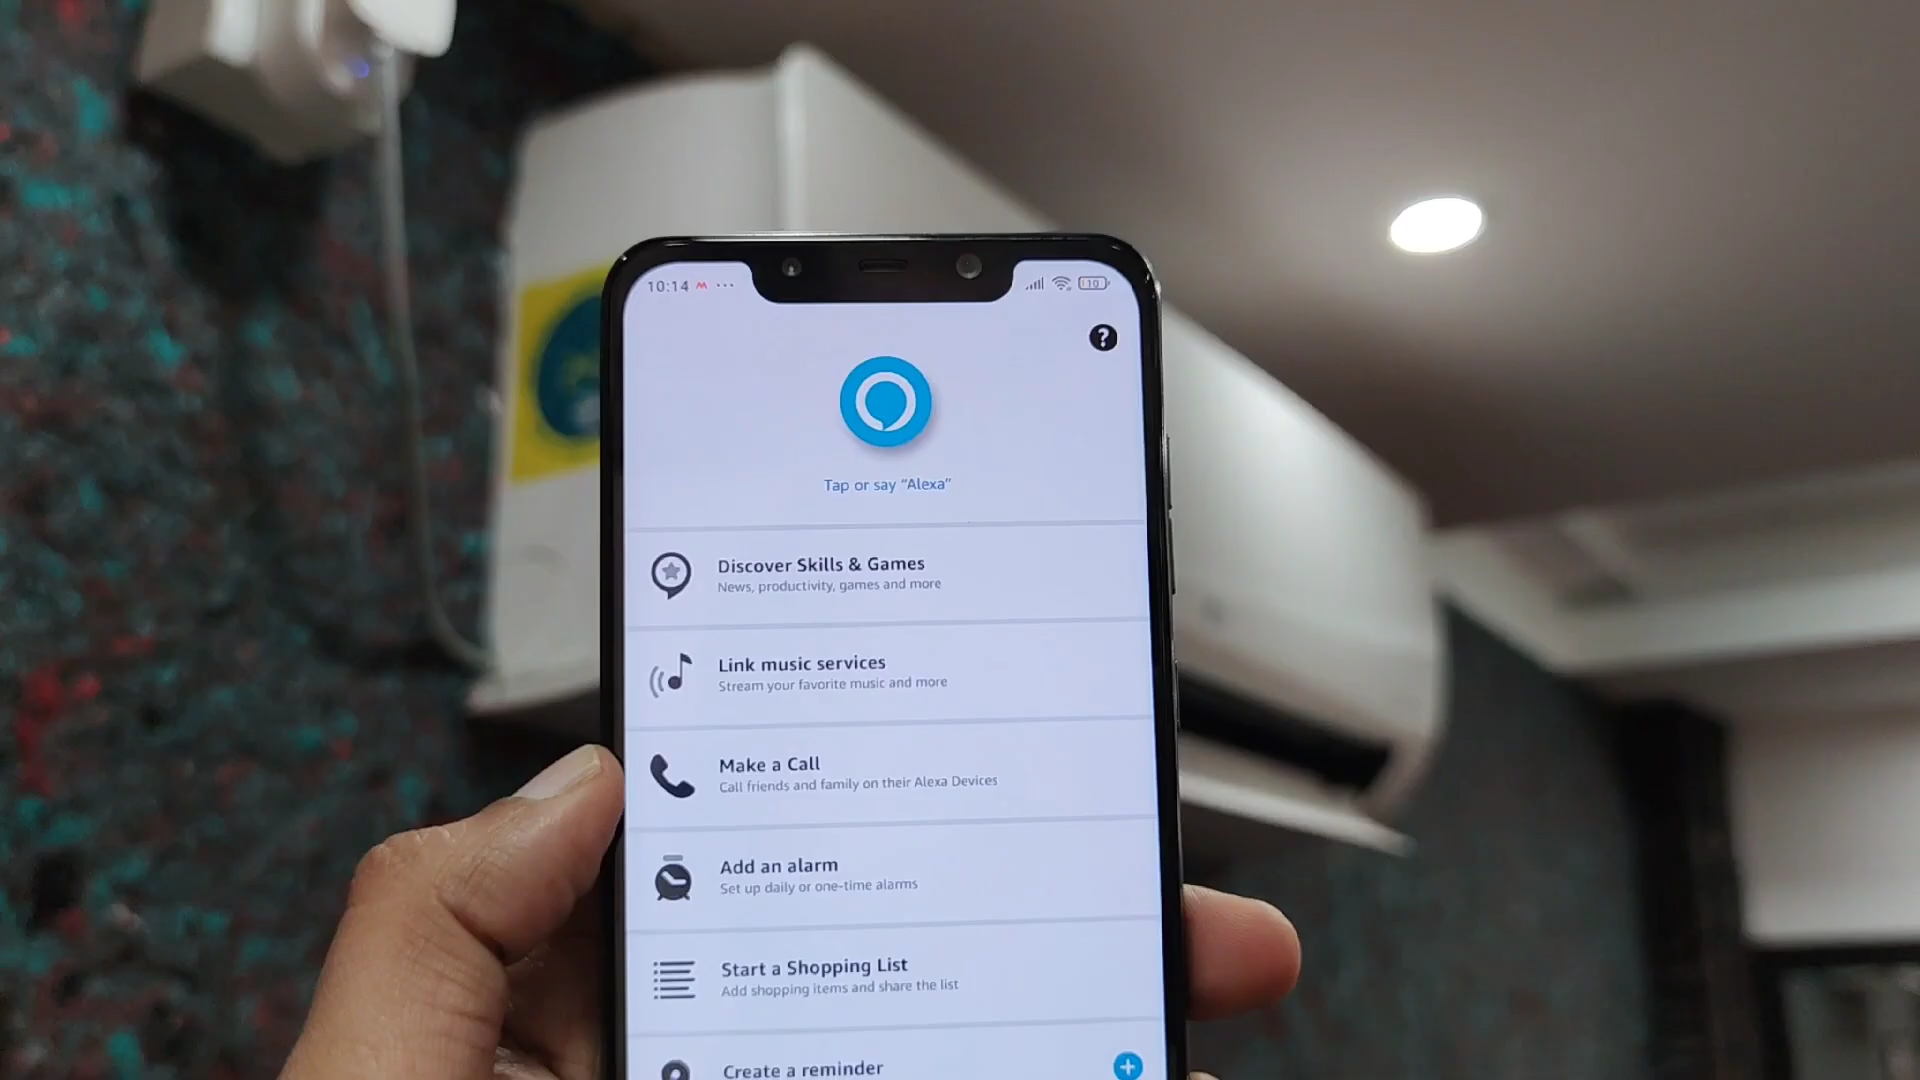 10:14
10
?
Tap or say “Alexa”
Discover Skills & Games
News, productivity, games and more
Link music services
Stream your favorite music and more
Make a Call
Call friends and family on their Alexa Devices
Add an alarm
Set up daily or one-time alarms
Start a Shopping List
Add shopping items and share the list
Create a reminder